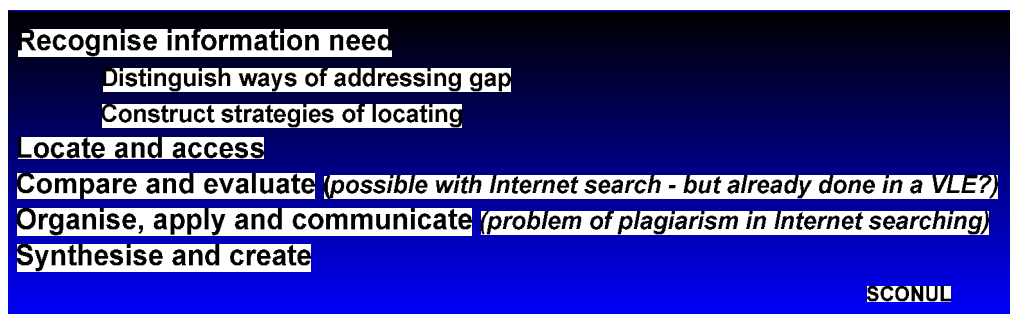 Recognise information need
Distinguish ways of addressing gap
Construct strategies of locating
Locate and access
Compare and evaluate (possible with Internet search - but already done in a VLE?)
Organise, apply and communicate (problem of plagiarism in Internet searching)
Synthesise and create
SCONUL